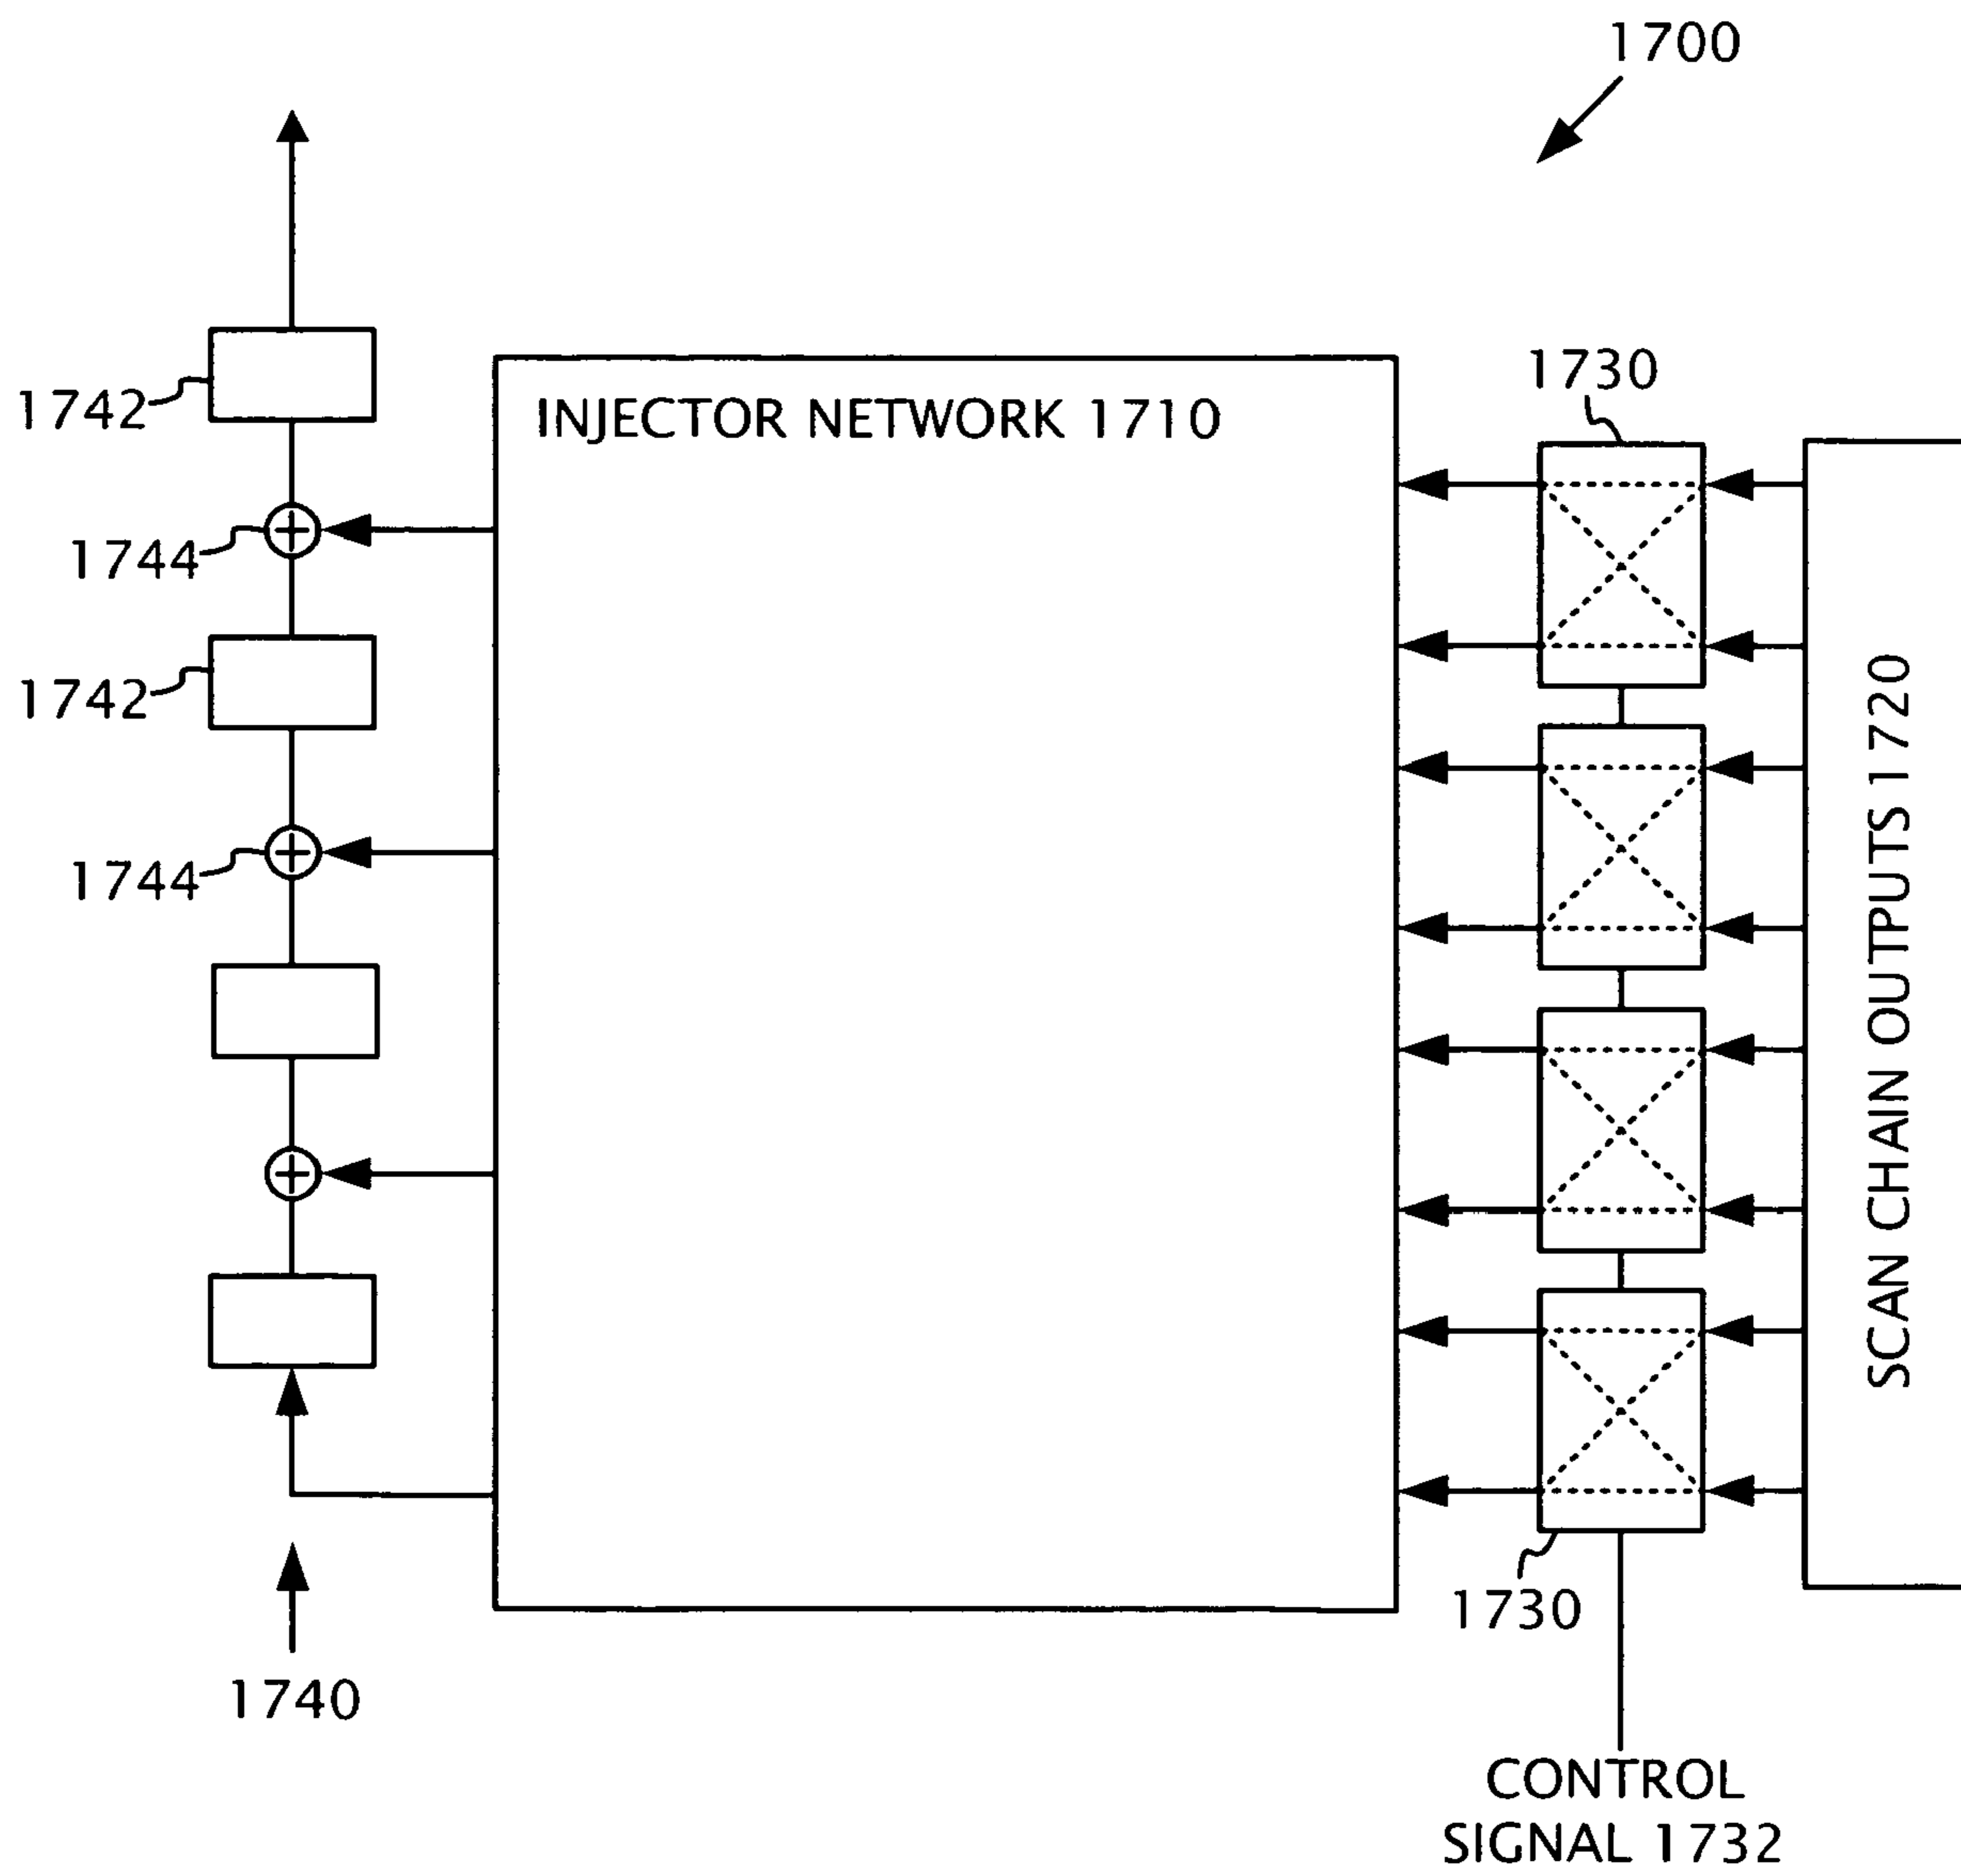 1700
1730
1742
INJECTOR NETWORK 1710
1744
1742
SCAN CHAIN OUTPUTS 1720
1744
1730
1740
CONTROL
SIGNAL 1732